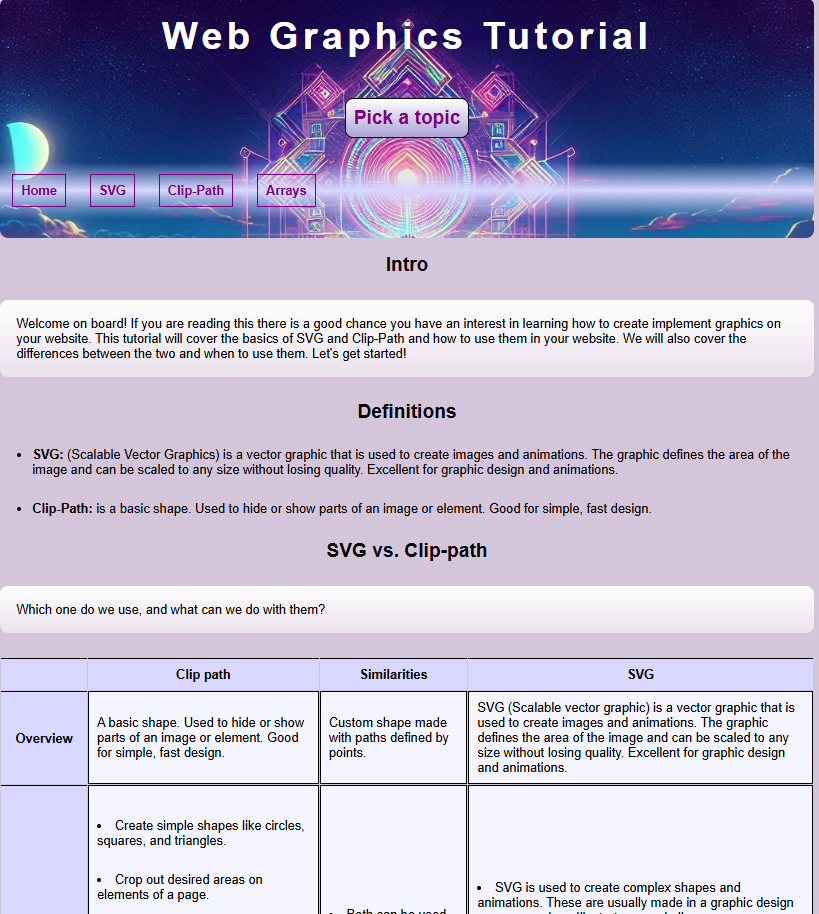 Web Graphics Tutorial
Pick a topic
Home SVG Clip-Path Arrays
Intro
Welcome on board! If you are reading this there is a good chance you have an interest in learning how to create implement graphics on
your website. This tutorial will cover the basics of SVG and Clip-Path and how to use them in your website. We will also cover the
differences between the two and when to use them. Let's get started!
Definitions
• SVG: (Scalable Vector Graphics) is a vector graphic that is used to create images and animations. The graphic defines the area of the
image and can be scaled to any size without losing quality. Excellent for graphic design and animations.
• Clip-Path: is a basic shape. Used to hide or show parts of an image or element. Good for simple, fast design.
SVG vs. Clip-path
Which one do we use, and what can we do with them?
Clip path Similarities SVG
Overview
A basic shape. Used to hide or show
parts of an image or element. Good
for simple, fast design.
Custom shape made
with paths defined by
points.
SVG (Scalable vector graphic) is a vector graphic that is
used to create images and animations. The graphic
defines the area of the image and can be scaled to any
size without losing quality. Excellent for graphic design
and animations.
• Create simple shapes like circles,
squares, and triangles.
• Crop out desired areas on
elements of a page.
• Both can be used
• SVG is used to create complex shapes and
animations. These are usually made in a graphic design